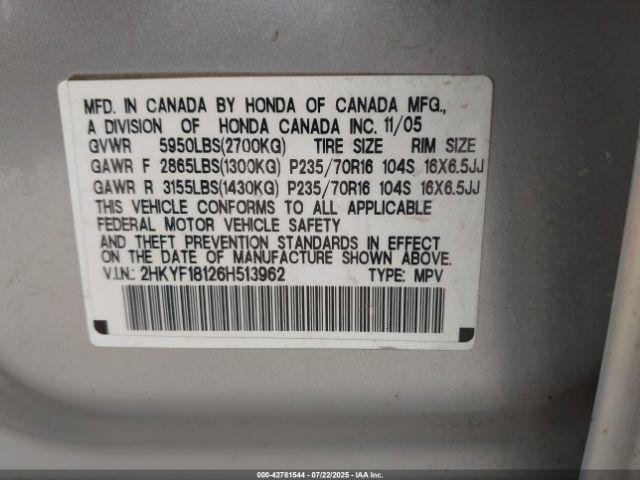 MFD. IN CANADA BY HONDA OF CANADA MFG.,
A DIVISION OF HONDA CANADA INC. 11/05
GVWR 5950LBS(2700KG) TIRE SIZE RIM SIZE
GAWR F 2865LBS(1300KG) P235/70R16 104S 16X6.5JJ
GAWR R 3155LBS(1430KG) P235/70R16 104S 16X6.5JJ
THIS VEHICLE CONFORMS TO ALL APPLICABLE
FEDERAL MOTOR VEHICLE SAFETY
AND THEFT PREVENTION STANDARDS IN EFFECT
ON THE DATE OF MANUFACTURE SHOWN ABOVE.
V.I.N.: 2HKYF18126H513962 TYPE: MPV
000-42781544 - 07/22/2025 - IAAI.COM